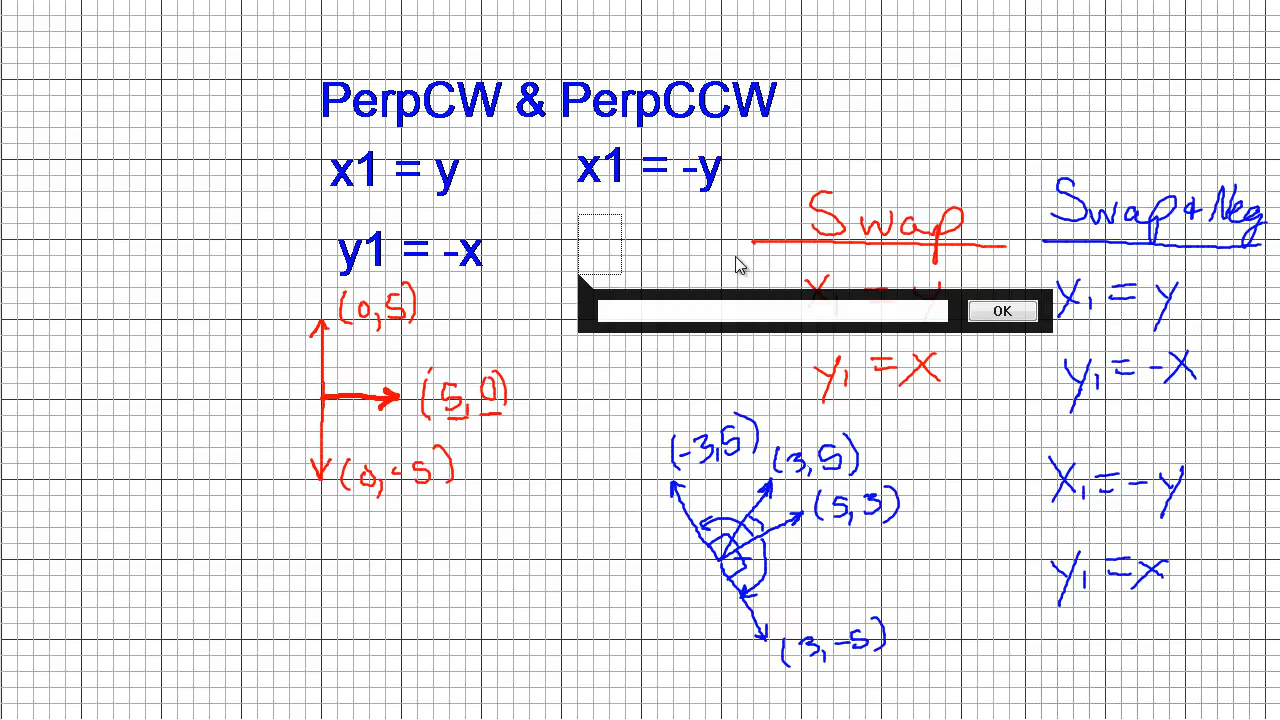 PerpCW & PerpCCW
x1 = y
x1 = -y
y1 = -x
Swap
x₁ = y
y₁ = x
Swap & Neg
x₁ = y
y₁ = -x
x₁ = -y
y₁ = x
OK
(0,5)
(5,0)
(0,-5)
(-3,5)
(3,5)
(5,3)
(3,-5)